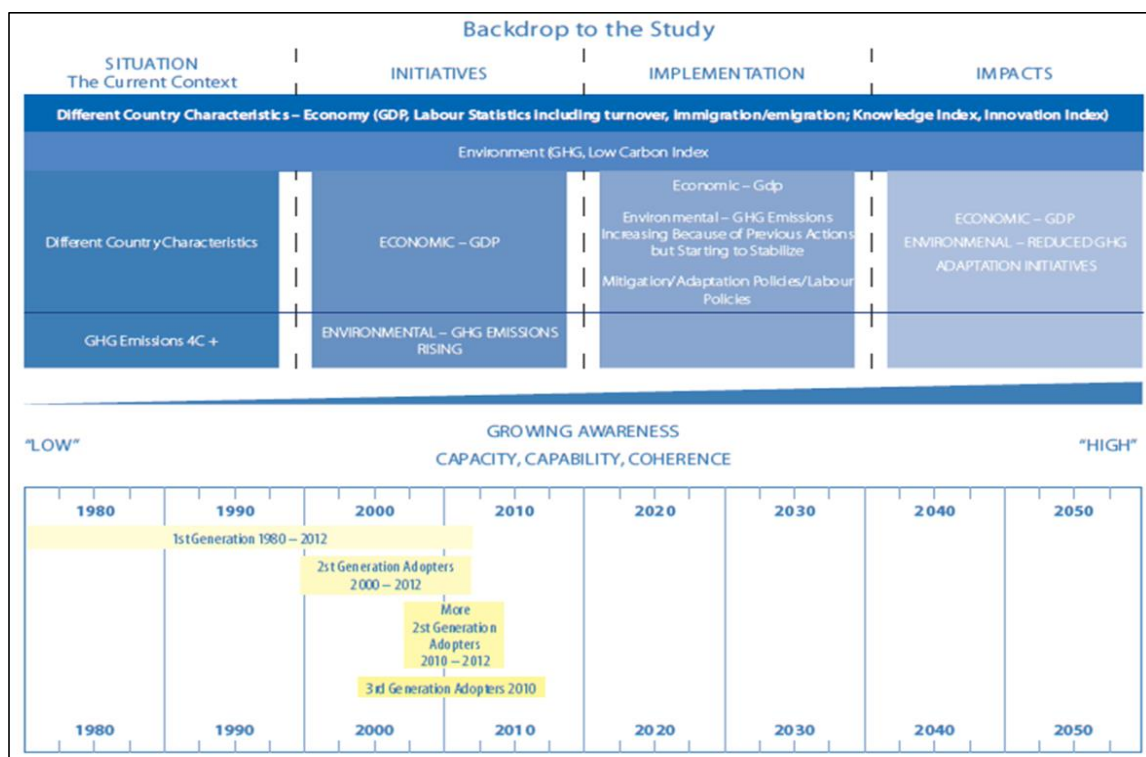 Backdrop to the Study
SITUATION
The Current Context
INITIATIVES
IMPLEMENTATION
IMPACTS
Different Country Characteristics – Economy (GDP, Labour Statistics including turnover, immigration/emigration; Knowledge Index, Innovation Index)
Environment (GHG, Low Carbon Index
Different Country Characteristics
ECONOMIC – GDP
Economic – Gdp
Environmental – GHG Emissions
Increasing Because of Previous Actions
but Starting to Stabilize
Mitigation/Adaptation Policies/Labour
Policies
ECONOMIC – GDP
ENVIRONMENAL – REDUCED GHG
ADAPTATION INITIATIVES
GHG Emissions 4C +
ENVIRONMENTAL – GHG EMISSIONS
RISING
"LOW"
GROWING AWARENESS
CAPACITY, CAPABILITY, COHERENCE
"HIGH"
1980 1990 2000 2010 2020 2030 2040 2050
1st Generation 1980 – 2012
2st Generation Adopters
2000 – 2012
More
2st Generation
Adopters
2010 – 2012
3rd Generation Adopters 2010
1980 1990 2000 2010 2020 2030 2040 2050